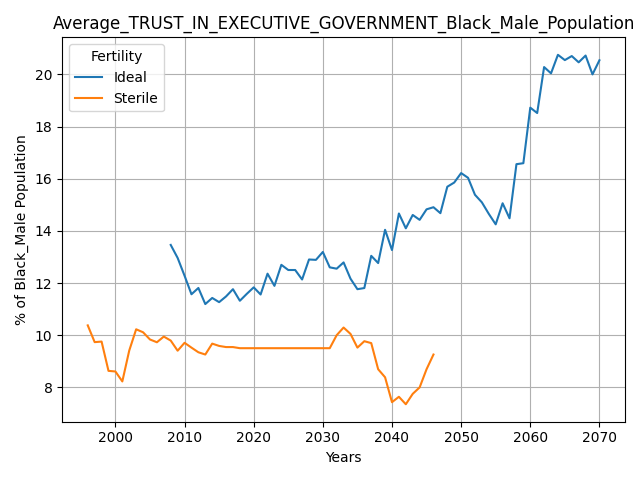 Average_TRUST_IN_EXECUTIVE_GOVERNMENT_Black_Male_Population
Fertility
Ideal
Sterile
% of Black_Male Population
20
18
16
14
12
10
8
2000 2010 2020 2030 2040 2050 2060 2070
Years